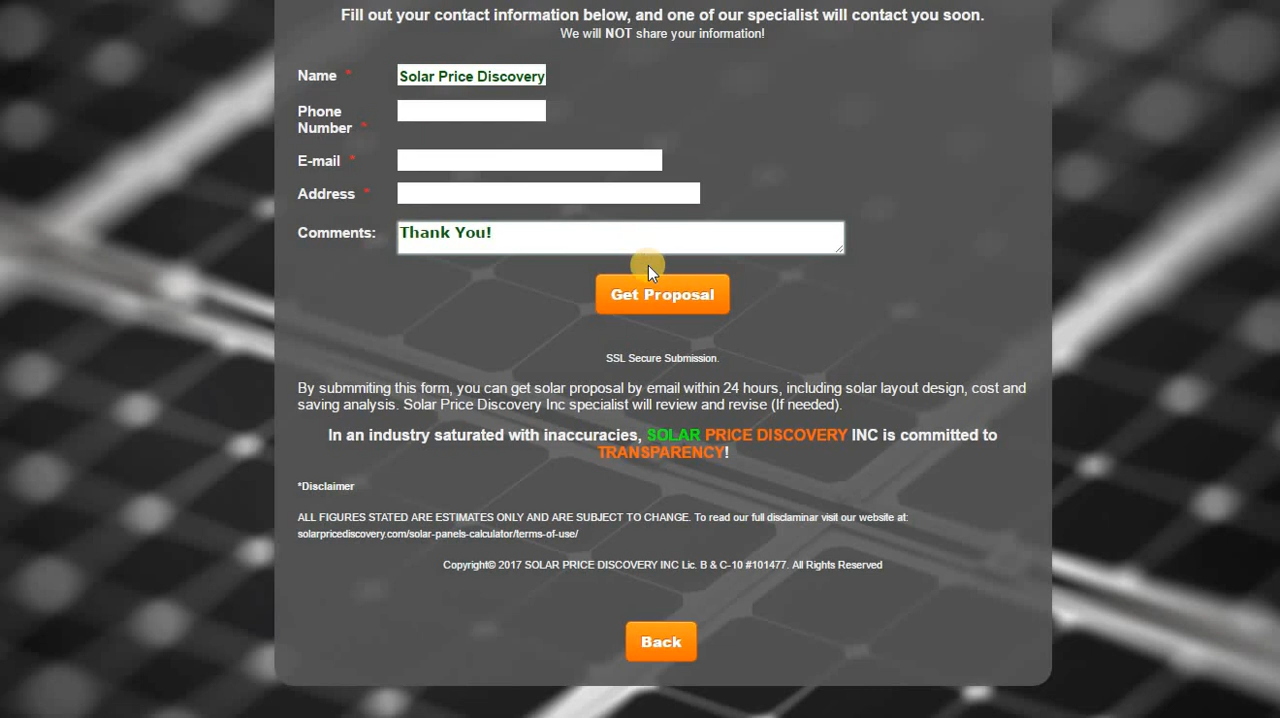 Fill out your contact information below, and one of our specialist will contact you soon.
We will NOT share your information!
Name * Solar Price Discovery
Phone
Number *
E-mail *
Address *
Comments: Thank You!
Get Proposal
SSL Secure Submission.
By submmiting this form, you can get solar proposal by email within 24 hours, including solar layout design, cost and
saving analysis. Solar Price Discovery Inc specialist will review and revise (If needed).
In an industry saturated with inaccuracies, SOLAR PRICE DISCOVERY INC is committed to
TRANSPARENCY!
*Disclaimer
ALL FIGURES STATED ARE ESTIMATES ONLY AND ARE SUBJECT TO CHANGE. To read our full disclaminar visit our website at:
solarpricediscovery.com/solar-panels-calculator/terms-of-use/
Copyright© 2017 SOLAR PRICE DISCOVERY INC Lic. B & C-10 #101477. All Rights Reserved
Back